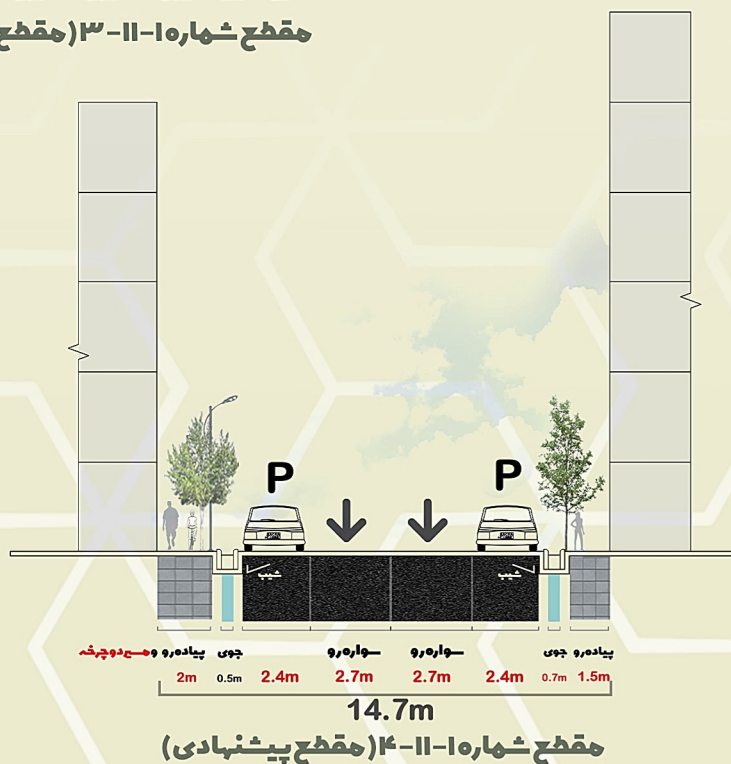 مقطع شماره ۱-۱۱-۳ (مقطع
P P
شیب شیب
پیاده‌رو و مسیر دوچرخه جوی سواره‌رو سواره‌رو جوی پیاده‌رو
2m 0.5m 2.4m 2.7m 2.7m 2.4m 0.7m 1.5m
14.7m
مقطع شماره ۱-۱۱-۴ (مقطع پیشنهادی)